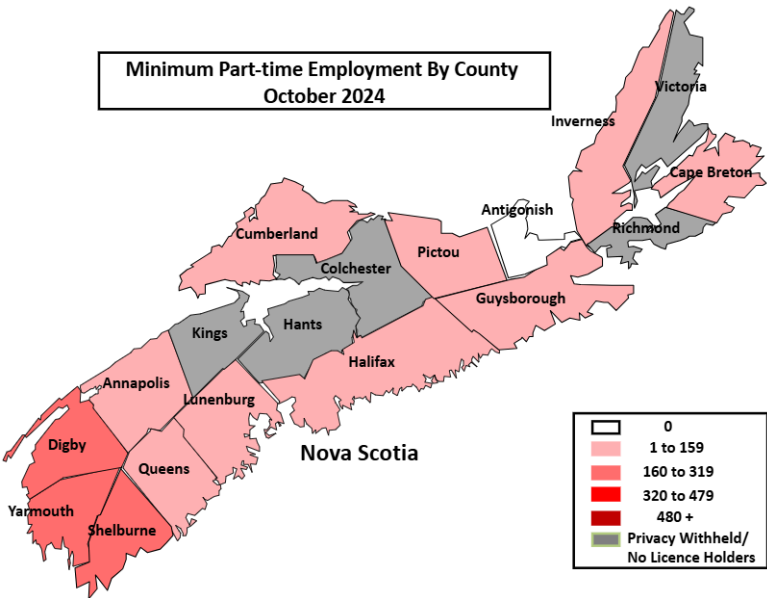 Minimum Part-time Employment By County
October 2024
Victoria
Inverness
Cape Breton
Antigonish
Richmond
Cumberland
Pictou
Colchester
Guysborough
Kings
Hants
Halifax
Annapolis
Lunenburg
Digby
Queens
Nova Scotia
Yarmouth
Shelburne
0
1 to 159
160 to 319
320 to 479
480 +
Privacy Withheld/
No Licence Holders